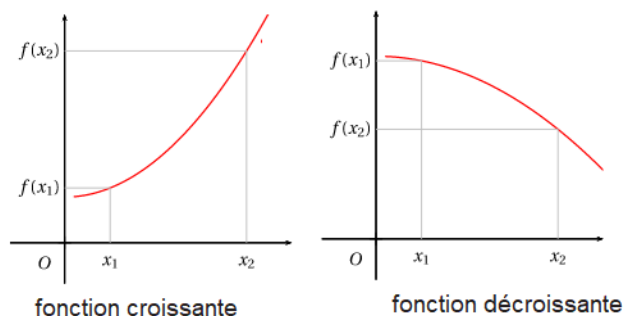 f(x₂)
f(x₁)
O
x₁
x₂
fonction croissante
f(x₁)
f(x₂)
O
x₁
x₂
fonction décroissante